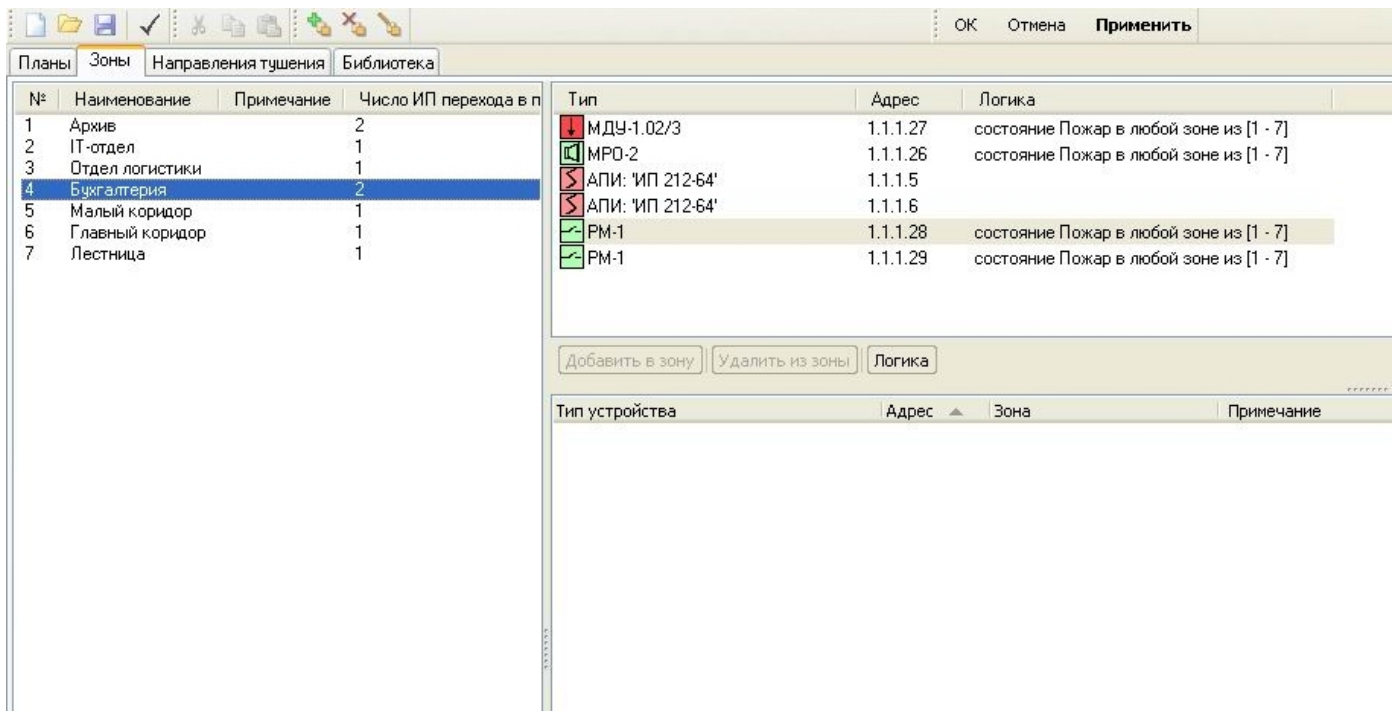 ОК Отмена Применить
Планы Зоны Направления тушения Библиотека
№ Наименование Примечание Число ИП перехода в п
1 Архив 2
2 IT-отдел 1
3 Отдел логистики 1
4 Бухгалтерия 2
5 Малый коридор 1
6 Главный коридор 1
7 Лестница 1
Тип Адрес Логика
МДУ-1.02/3 1.1.1.27 состояние Пожар в любой зоне из [1 - 7]
МРО-2 1.1.1.26 состояние Пожар в любой зоне из [1 - 7]
АПИ: 'ИП 212-64' 1.1.1.5
АПИ: 'ИП 212-64' 1.1.1.6
РМ-1 1.1.1.28 состояние Пожар в любой зоне из [1 - 7]
РМ-1 1.1.1.29 состояние Пожар в любой зоне из [1 - 7]
Добавить в зону Удалить из зоны Логика
Тип устройства Адрес Зона Примечание